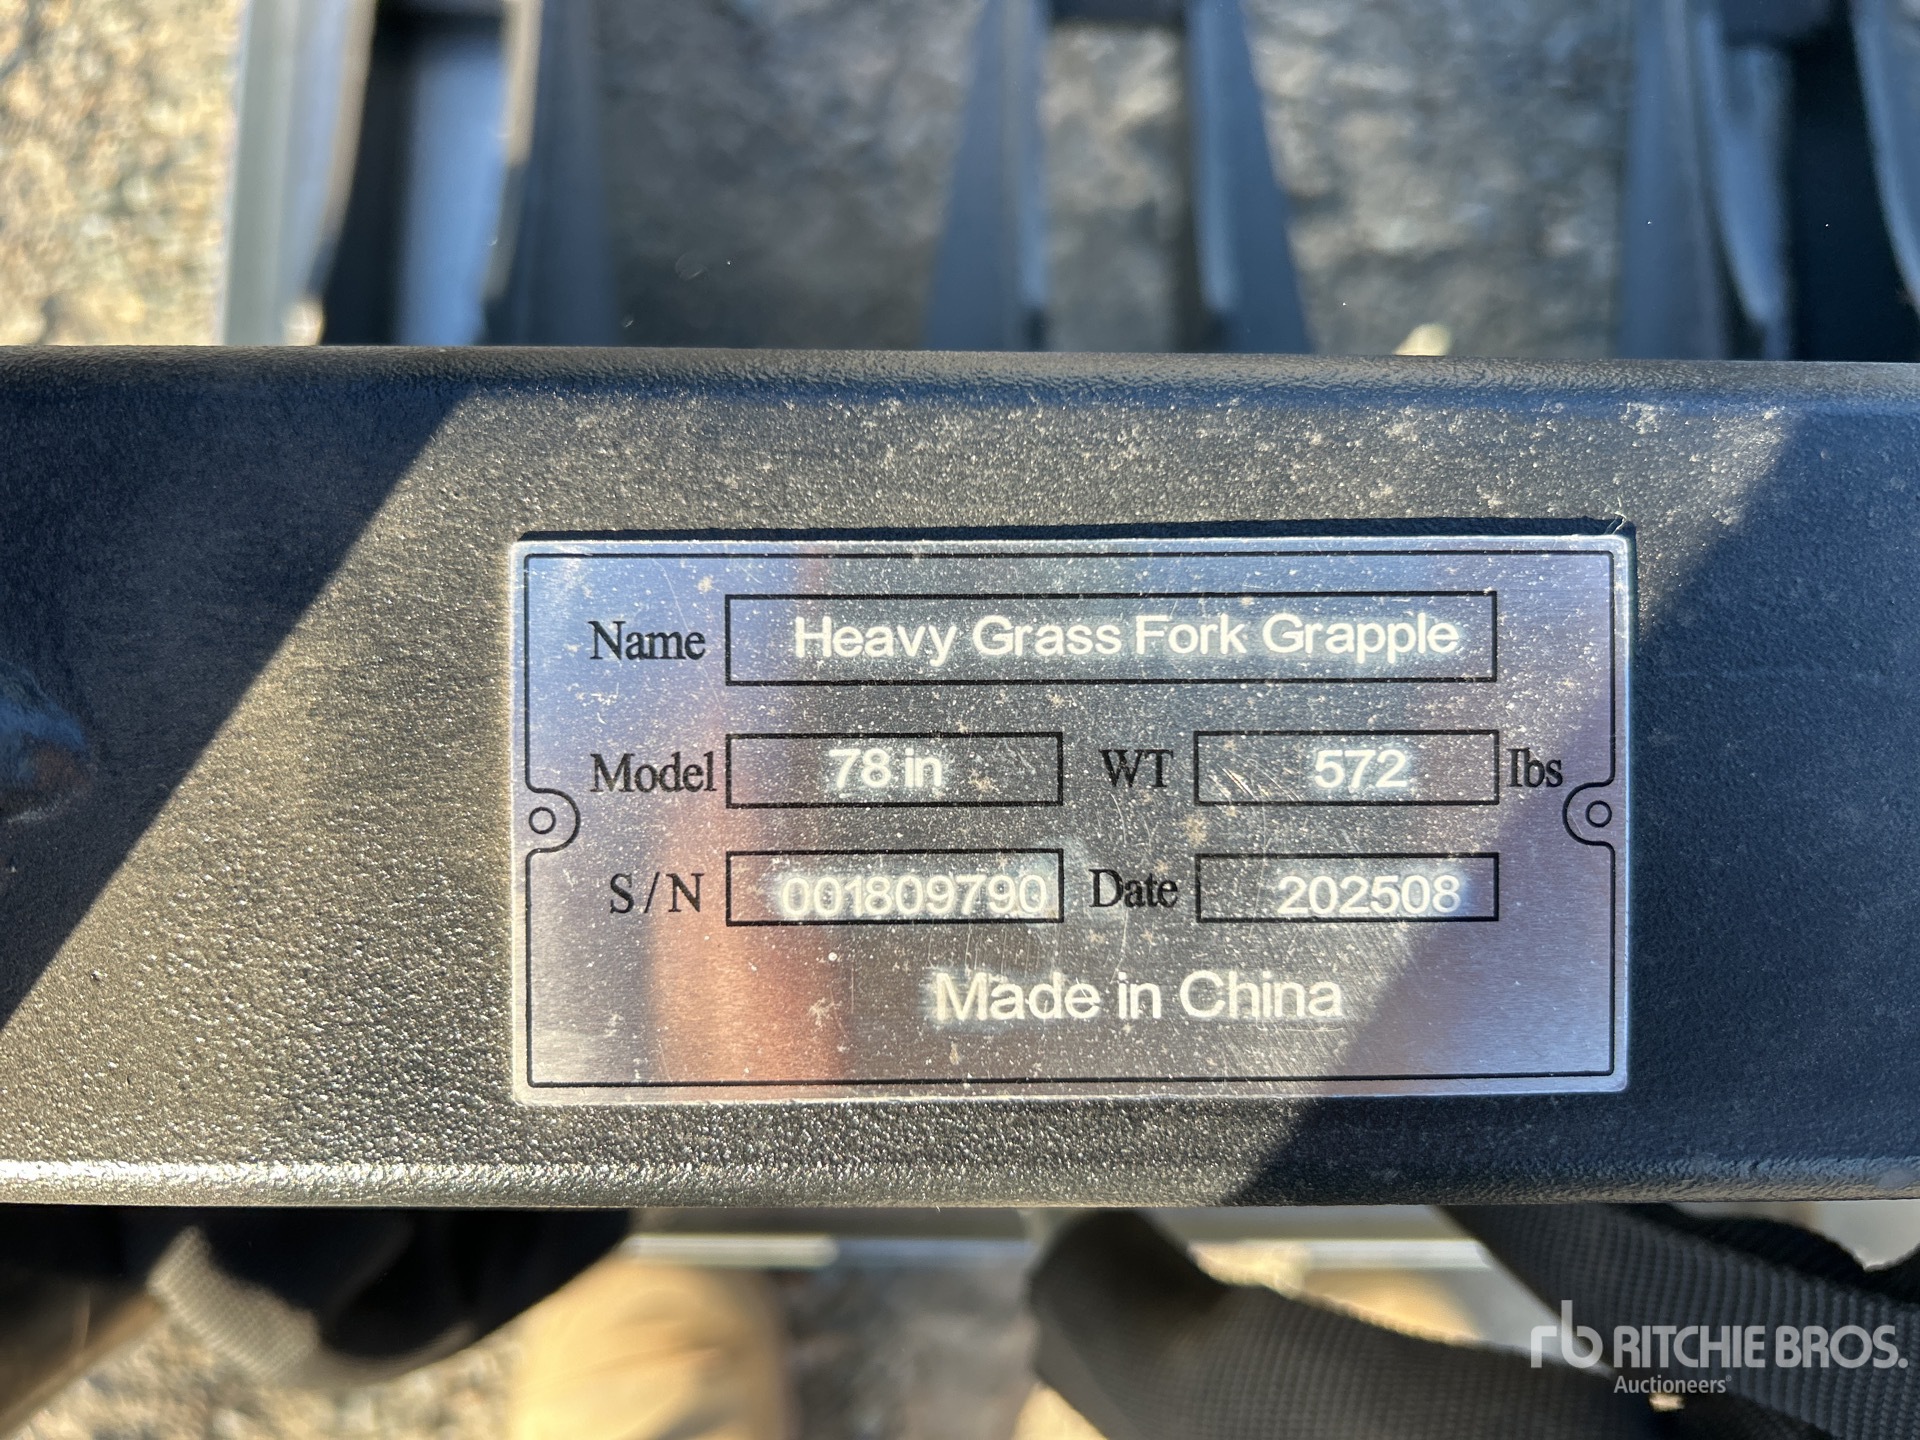 Name Heavy Grass Fork Grapple
Model 78 in WT 572 lbs
S/N 001809790 Date 202508
Made in China
rb RITCHIE BROS.
Auctioneers